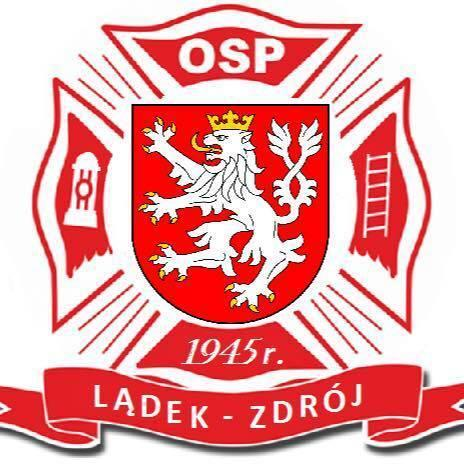 OSP
1945 r.
LĄDEK - ZDRÓJ